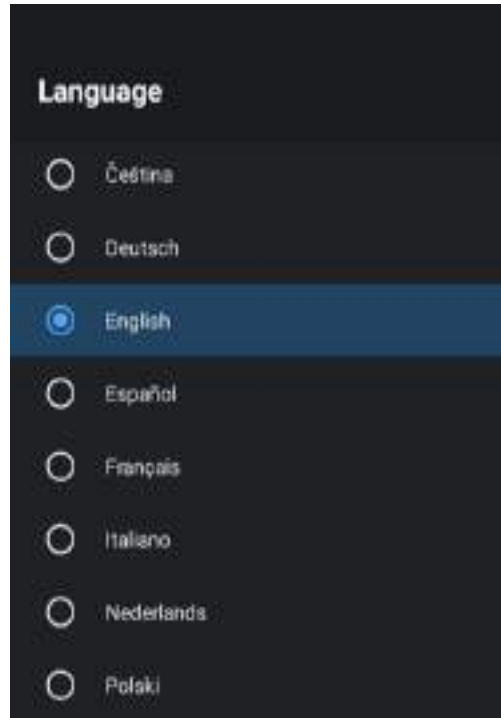 Language
Čeština
Deutsch
English
Español
Français
Italiano
Nederlands
Polski